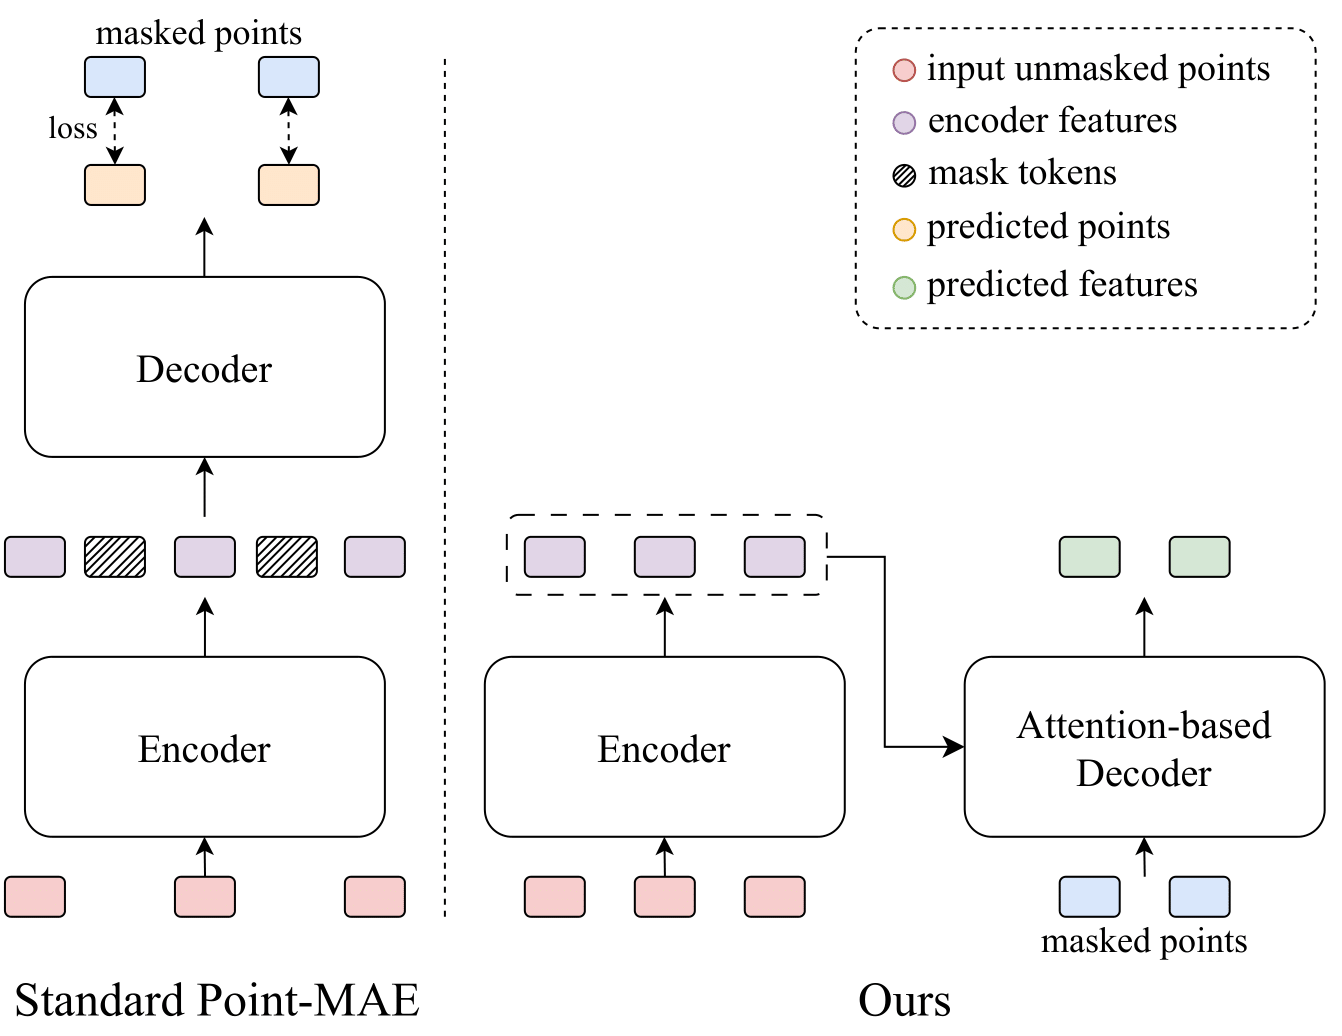 masked points
loss
Decoder
Encoder
Standard Point-MAE
input unmasked points
encoder features
mask tokens
predicted points
predicted features
Encoder
Attention-based
Decoder
masked points
Ours